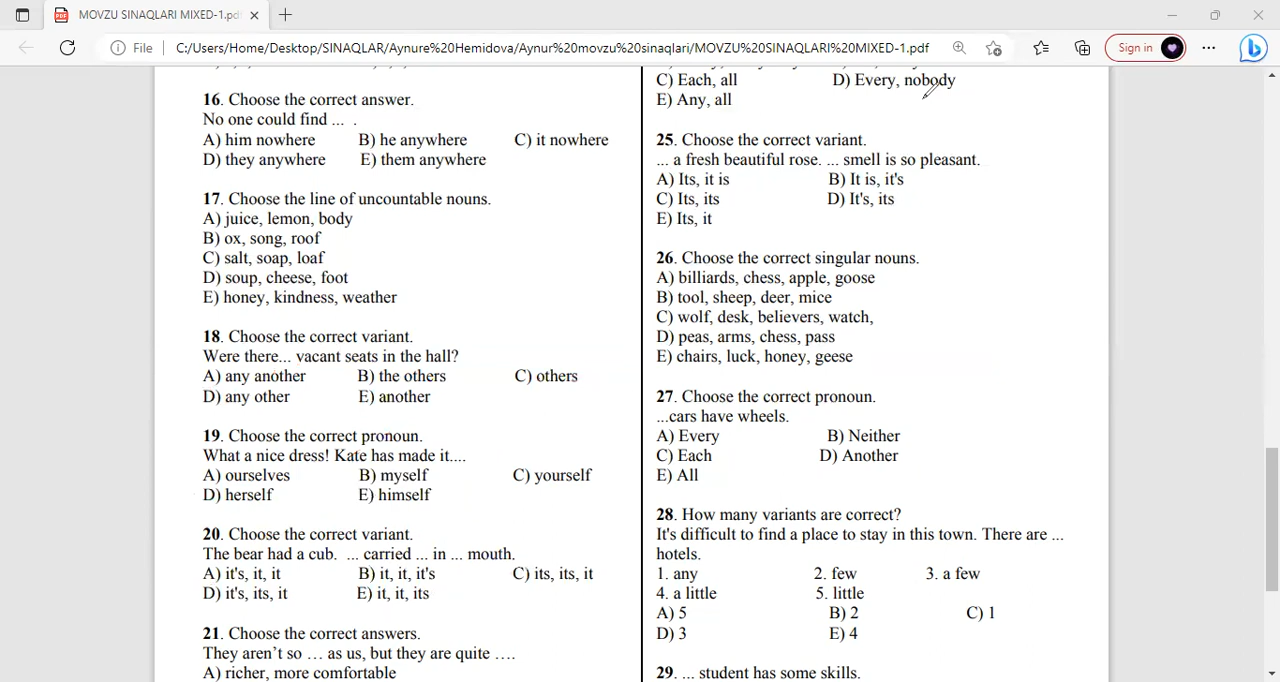 MOVZU SINAQLARI MIXED-1.pd
File
C:/Users/Home/Desktop/SINAQLAR/Aynure%20Hemidova/Aynur%20movzu%20sinaqlari/MOVZU%20SINAQLARI%20MIXED-1.pdf
Sign in
16. Choose the correct answer.
No one could find ... .
A) him nowhere B) he anywhere C) it nowhere
D) they anywhere E) them anywhere
17. Choose the line of uncountable nouns.
A) juice, lemon, body
B) ox, song, roof
C) salt, soap, loaf
D) soup, cheese, foot
E) honey, kindness, weather
18. Choose the correct variant.
Were there... vacant seats in the hall?
A) any another B) the others C) others
D) any other E) another
19. Choose the correct pronoun.
What a nice dress! Kate has made it....
A) ourselves B) myself C) yourself
D) herself E) himself
20. Choose the correct variant.
The bear had a cub. ... carried ... in ... mouth.
A) it's, it, it B) it, it, it's C) its, its, it
D) it's, its, it E) it, it, its
21. Choose the correct answers.
They aren’t so … as us, but they are quite ….
A) richer, more comfortable
C) Each, all D) Every, nobody
E) Any, all
25. Choose the correct variant.
... a fresh beautiful rose. ... smell is so pleasant.
A) Its, it is B) It is, it's
C) Its, its D) It's, its
E) Its, it
26. Choose the correct singular nouns.
A) billiards, chess, apple, goose
B) tool, sheep, deer, mice
C) wolf, desk, believers, watch,
D) peas, arms, chess, pass
E) chairs, luck, honey, geese
27. Choose the correct pronoun.
...cars have wheels.
A) Every B) Neither
C) Each D) Another
E) All
28. How many variants are correct?
It's difficult to find a place to stay in this town. There are ...
hotels.
1. any 2. few 3. a few
4. a little 5. little
A) 5 B) 2 C) 1
D) 3 E) 4
29. ... student has some skills.